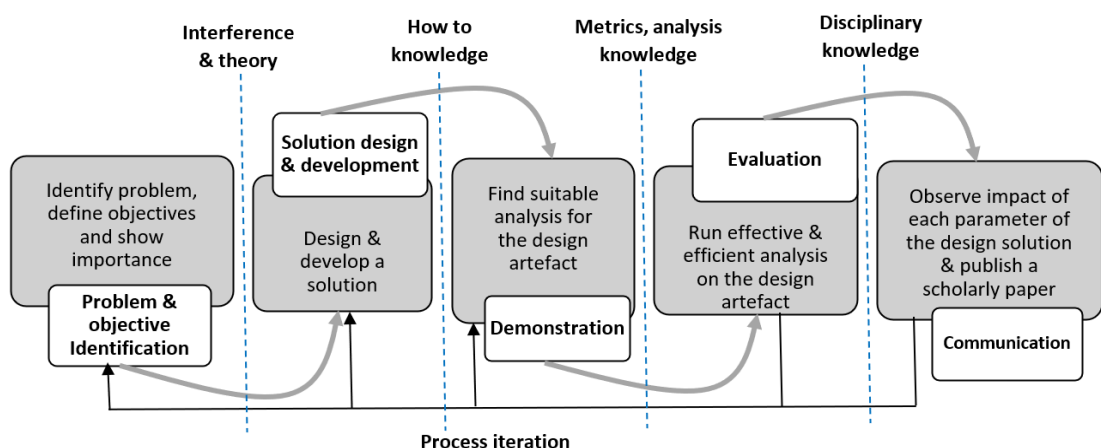 Interference
& theory
How to
knowledge
Metrics, analysis
knowledge
Disciplinary
knowledge
Identify problem,
define objectives
and show
importance
Problem &
objective
Identification
Solution design
& development
Design &
develop a
solution
Find suitable
analysis for
the design
artefact
Demonstration
Evaluation
Run effective &
efficient analysis
on the design
artefact
Observe impact of
each parameter of
the design solution
& publish a
scholarly paper
Communication
Process iteration